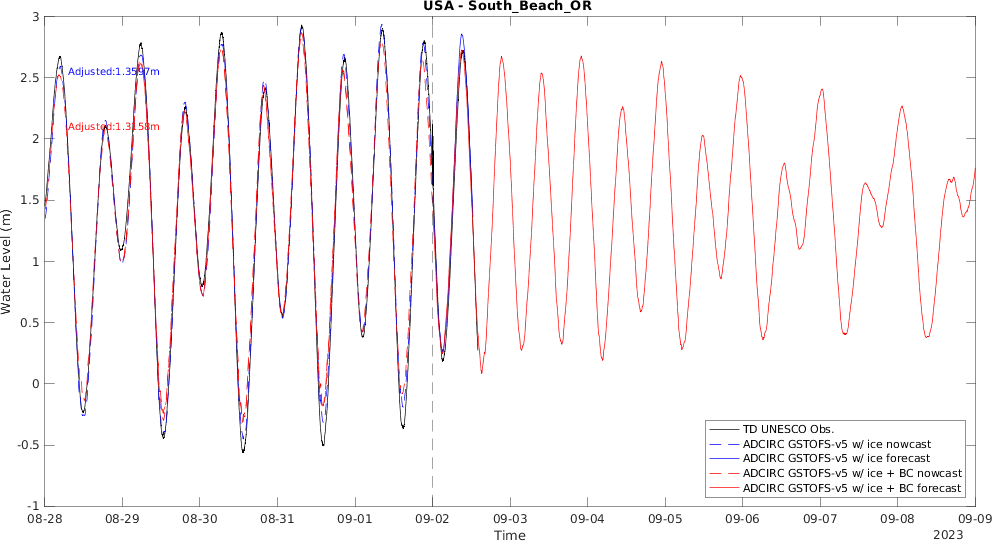 USA - South_Beach_OR
3
2.5
2
1.5
1
0.5
0
-0.5
-1
Water Level (m)
Adjusted:1.3597m
Adjusted:1.3158m
TD UNESCO Obs.
ADCIRC GSTOFS-v5 w/ ice nowcast
ADCIRC GSTOFS-v5 w/ ice forecast
ADCIRC GSTOFS-v5 w/ ice + BC nowcast
ADCIRC GSTOFS-v5 w/ ice + BC forecast
08-28 08-29 08-30 08-31 09-01 09-02 09-03 09-04 09-05 09-06 09-07 09-08 09-09
Time
2023